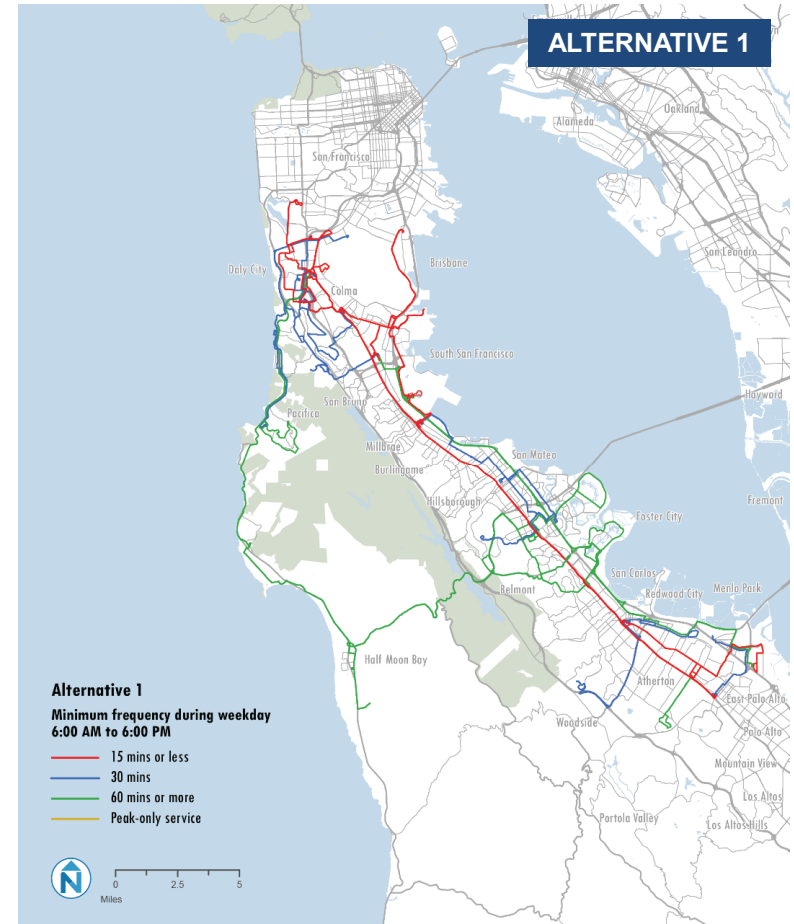 ALTERNATIVE 1
Oakland
Alameda
San Francisco
San Leandro
Daly City
Brisbane
Colma
South San Francisco
Hayward
San Bruno
Pacifica
Millbrae
San Mateo
Burlingame
Hillsborough
Fremont
Foster City
San Carlos
Belmont
Redwood City
Menlo Park
Half Moon Bay
Atherton
East Palo Alto
Woodside
Palo Alto
Mountain View
Los Altos
Portola Valley
Los Altos Hills
Alternative 1
Minimum frequency during weekday
6:00 AM to 6:00 PM
15 mins or less
30 mins
60 mins or more
Peak-only service
N
0 2.5 5
Miles